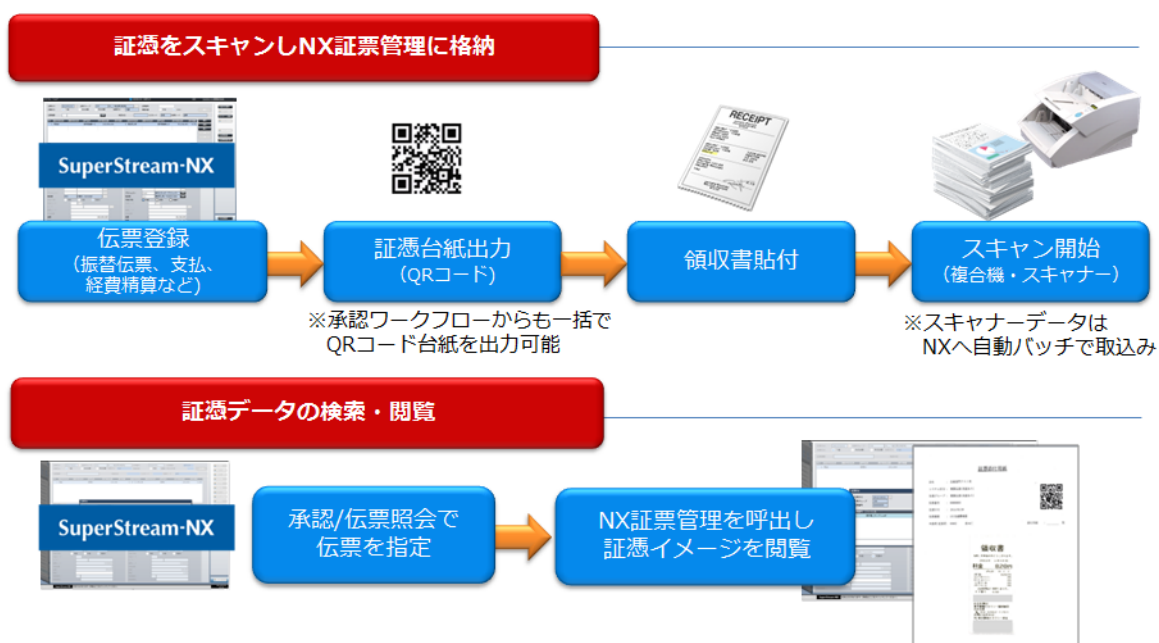 証憑をスキャンしNX証票管理に格納
SuperStream-NX
RECEIPT
伝票登録
(振替伝票、支払、
経費精算など)
証憑台紙出力
(QRコード)
領収書貼付
スキャン開始
(複合機・スキャナー)
※承認ワークフローからも一括で
QRコード台紙を出力可能
※スキャナーデータは
NXへ自動バッチで取込み
証憑データの検索・閲覧
SuperStream-NX
承認/伝票照会で
伝票を指定
NX証票管理を呼出し
証憑イメージを閲覧
領収書